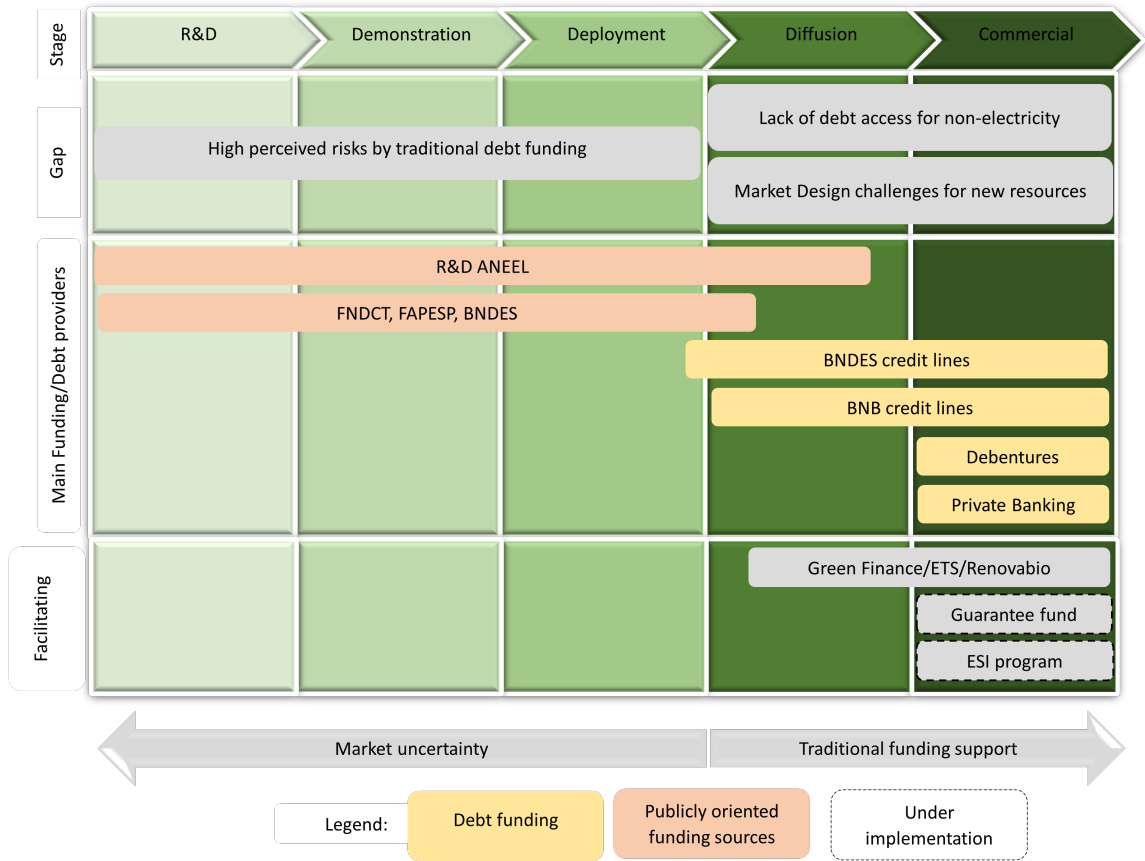 Stage
R&D
Demonstration
Deployment
Diffusion
Commercial
Gap
High perceived risks by traditional debt funding
Lack of debt access for non-electricity
Market Design challenges for new resources
Main Funding/Debt providers
R&D ANEEL
FNDCT, FAPESP, BNDES
BNDES credit lines
BNB credit lines
Debentures
Private Banking
Facilitating
Green Finance/ETS/Renovabio
Guarantee fund
ESI program
Market uncertainty
Traditional funding support
Legend:
Debt funding
Publicly oriented
funding sources
Under
implementation